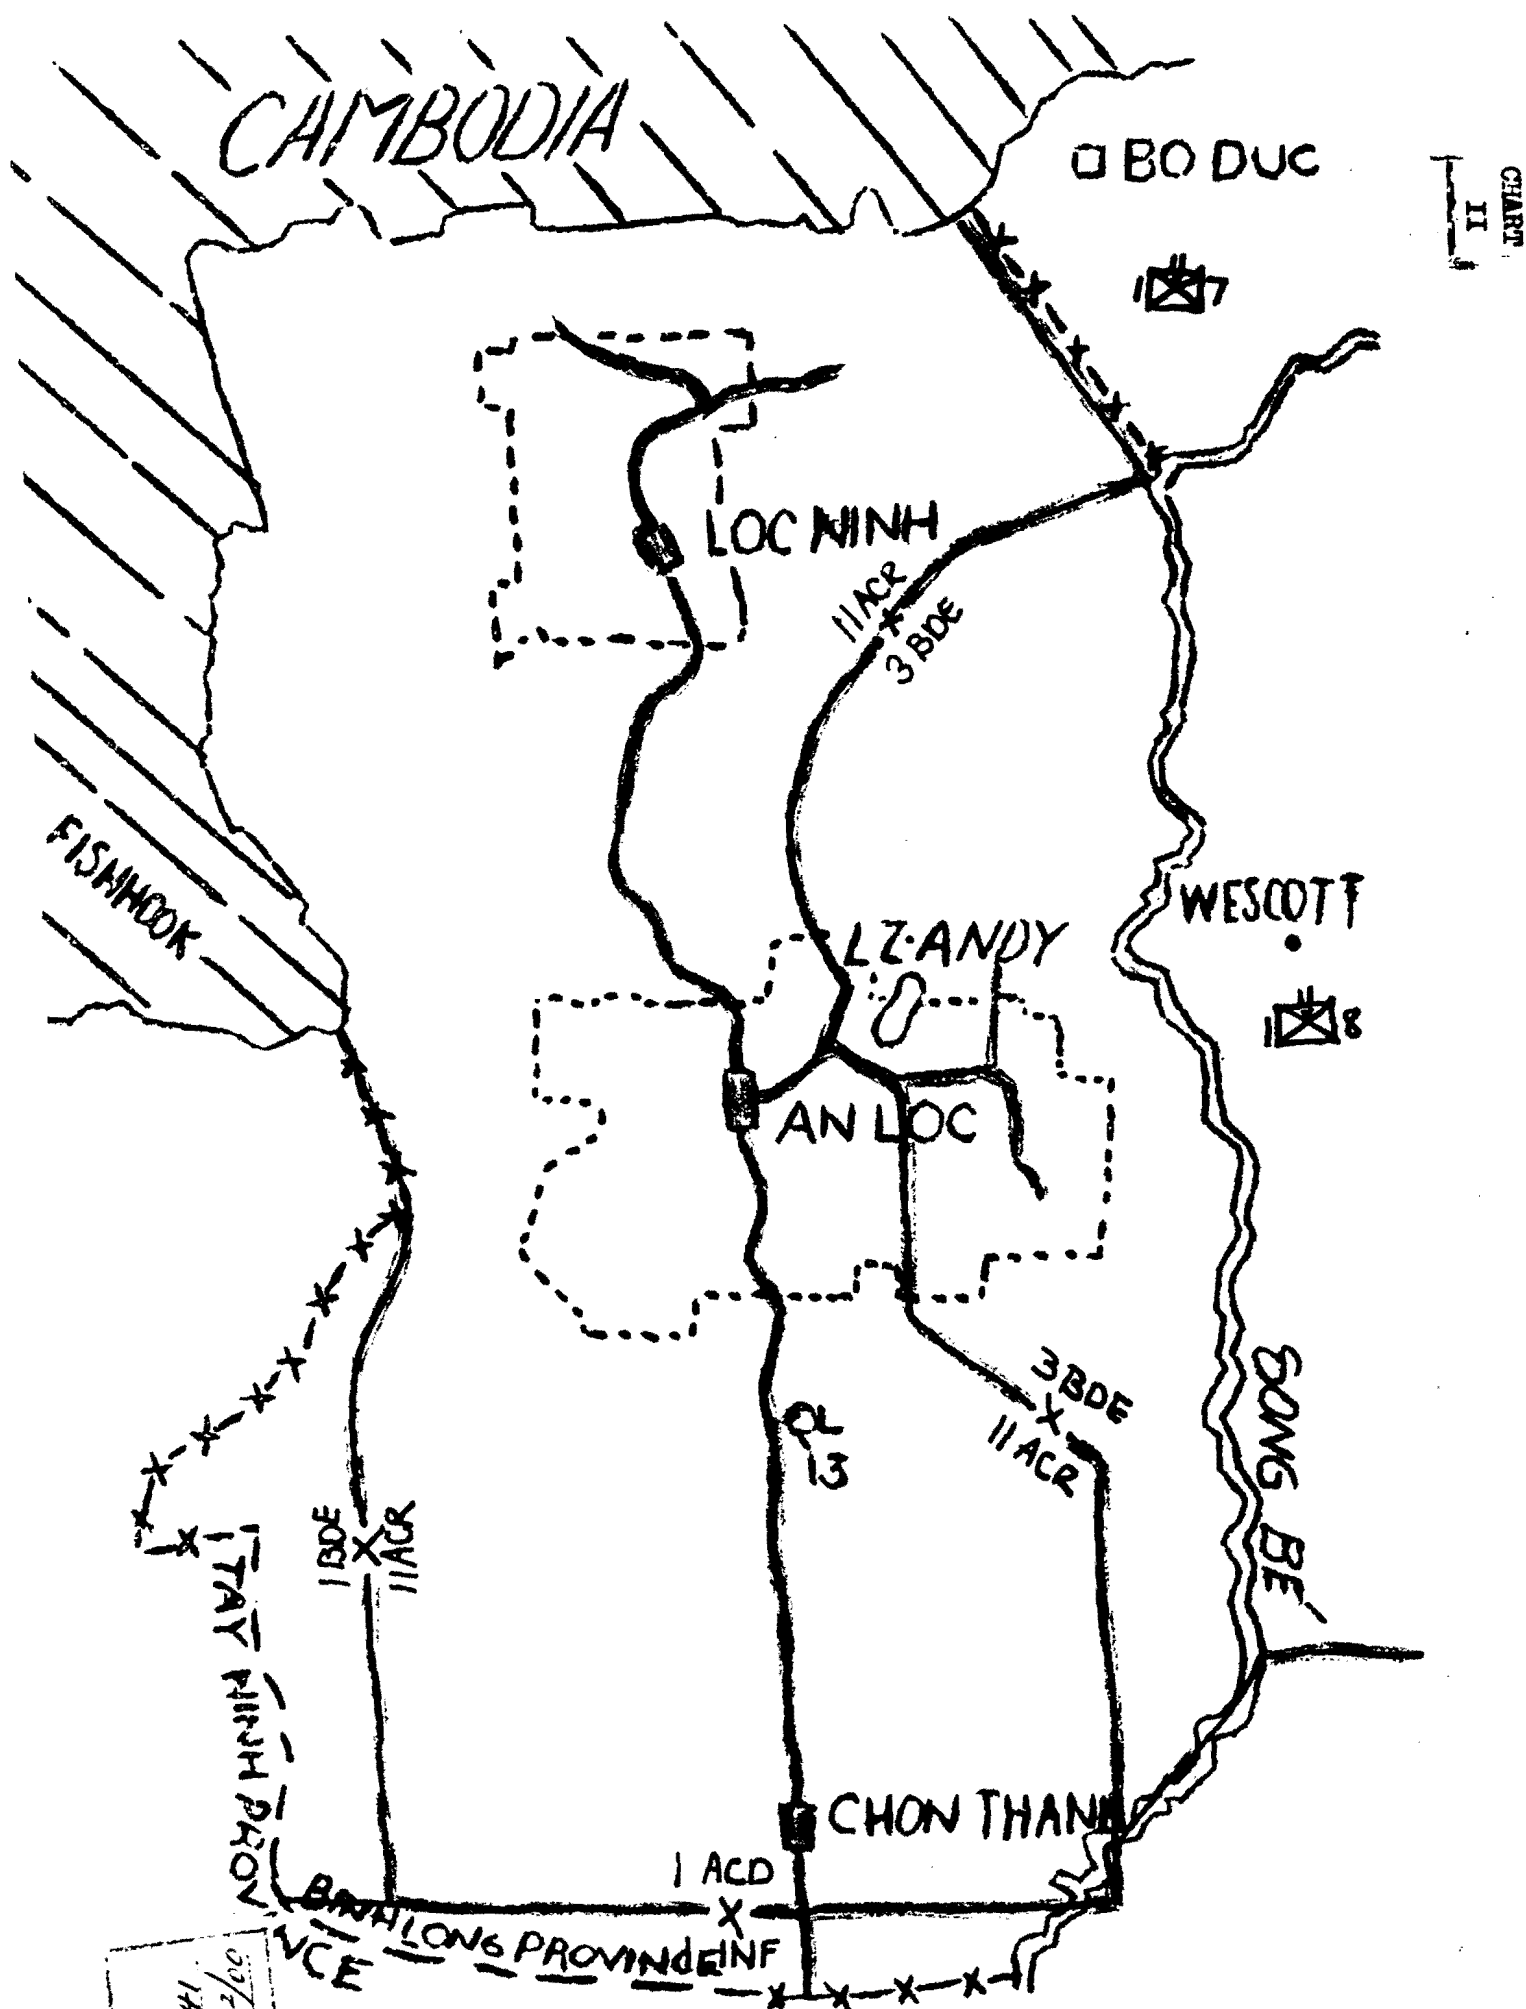 CAMBODIA
BO DUC
CHART
II
1 7
LOC NINH
11 ACR
3 BDE
FISHHOOK
WESCOTT
LZ·ANDY
1 8
AN LOC
3 BDE
11 ACR
QL
13
SONG BE
1 BDE
11 ACR
TAY NINH PROVINCE
CHON THANH
1 ACD
1 INF
BINH LONG PROVINCE